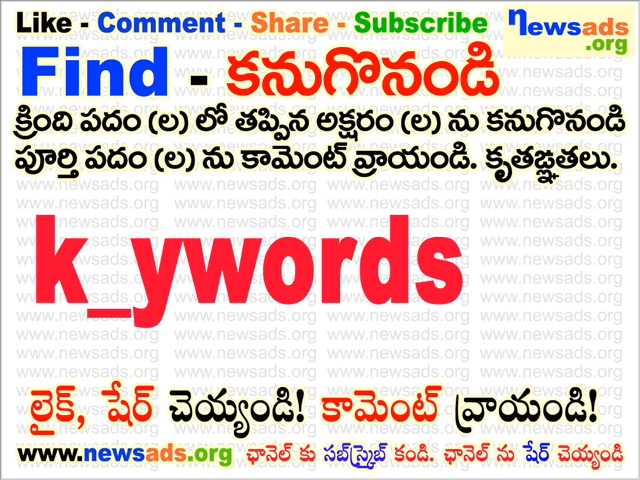 Like - Comment - Share - Subscribe
newsads
.org
Find - కనుగొనండి
క్రింది పదం (ల) లో తప్పిన అక్షరం (ల) ను కనుగొనండి
పూర్తి పదం (ల) ను కామెంట్ వ్రాయండి. కృతఙ్ఞతలు.
k_ywords
లైక్, షేర్ చెయ్యండి! కామెంట్ వ్రాయండి!
www.newsads.org ఛానెల్ కు సబ్‌స్క్రైబ్ కండి. ఛానెల్ ను షేర్ చెయ్యండి